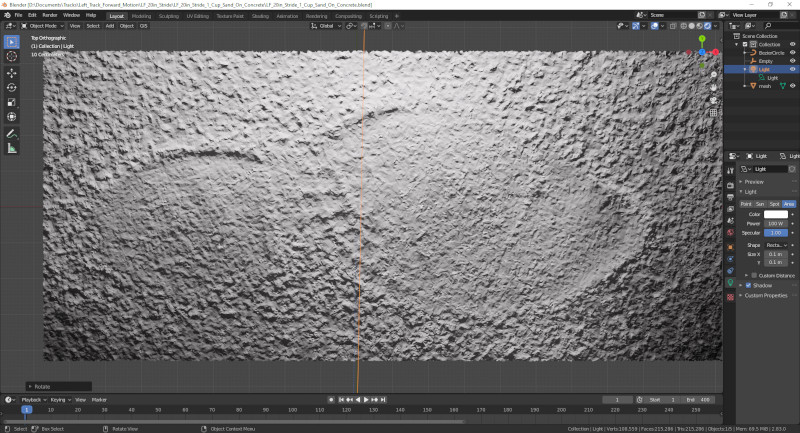 Blender [D:\Documents\Tracks\Left_Track_Forward_Motion\LF_20in_Stride\LF_20in_Stride_1_Cup_Sand_On_Concrete\LF_20in_Stride_1_Cup_Sand_On_Concrete.blend]
File Edit Render Window Help Layout Modeling Sculpting UV Editing Texture Paint Shading Animation Rendering Compositing Scripting + Scene View Layer
Object Mode View Select Add Object GIS Global
Top Orthographic
(1) Collection | Light
10 Centimeters
Scene Collection
Collection
BezierCircle
Empty
Light
Light
mesh
Light Light
Light
Preview
Light
Point Sun Spot Area
Color
Power 100 W
Specular 1.00
Shape Recta...
Size X 0.1 m
Y 0.1 m
Custom Distance
Shadow
Custom Properties
Rotate
Playback Keying View Marker 1 Start 1 End 400
1 10 20 30 40 50 60 70 80 90 100 110 120 130 140 150 160 170 180 190 200 210 220 230 240 250
Select Box Select Rotate View Object Context Menu Collection | Light | Verts:108,559 | Faces:215,286 | Tris:215,286 | Objects:1/5 | Mem: 69.5 MiB | 2.83.0